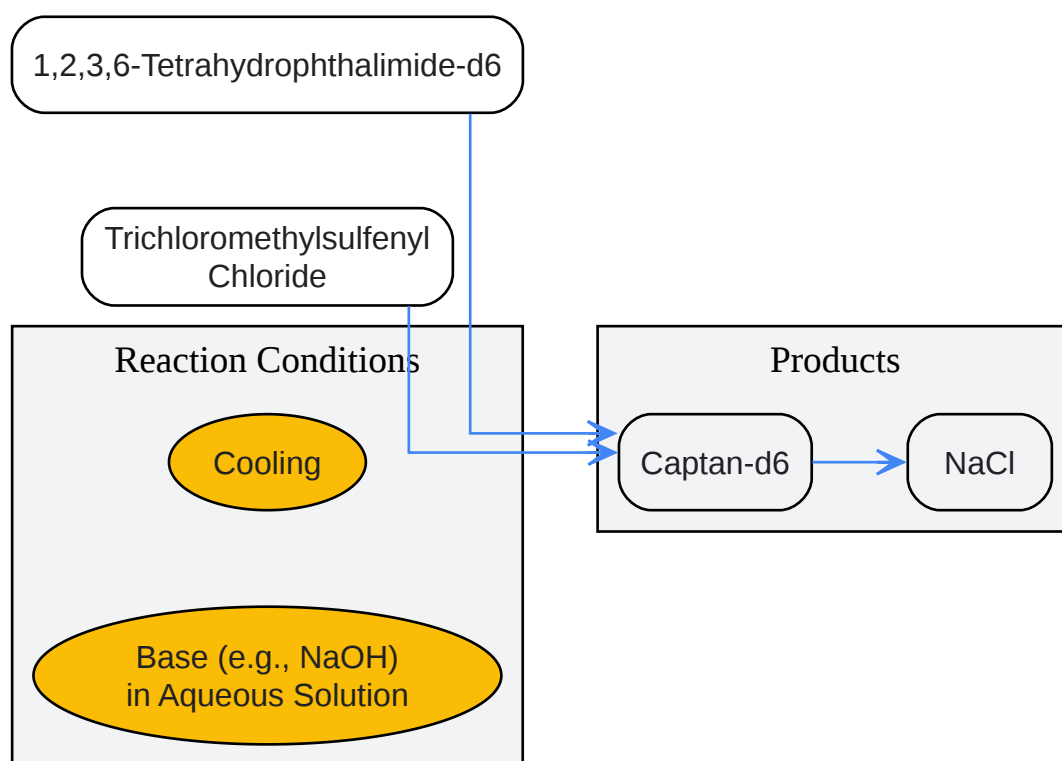 1,2,3,6-Tetrahydrophthalimide-d6
Trichloromethylsulfenyl
Chloride
Reaction Conditions
Products
Cooling
Captan-d6
NaCl
Base (e.g., NaOH)
in Aqueous Solution